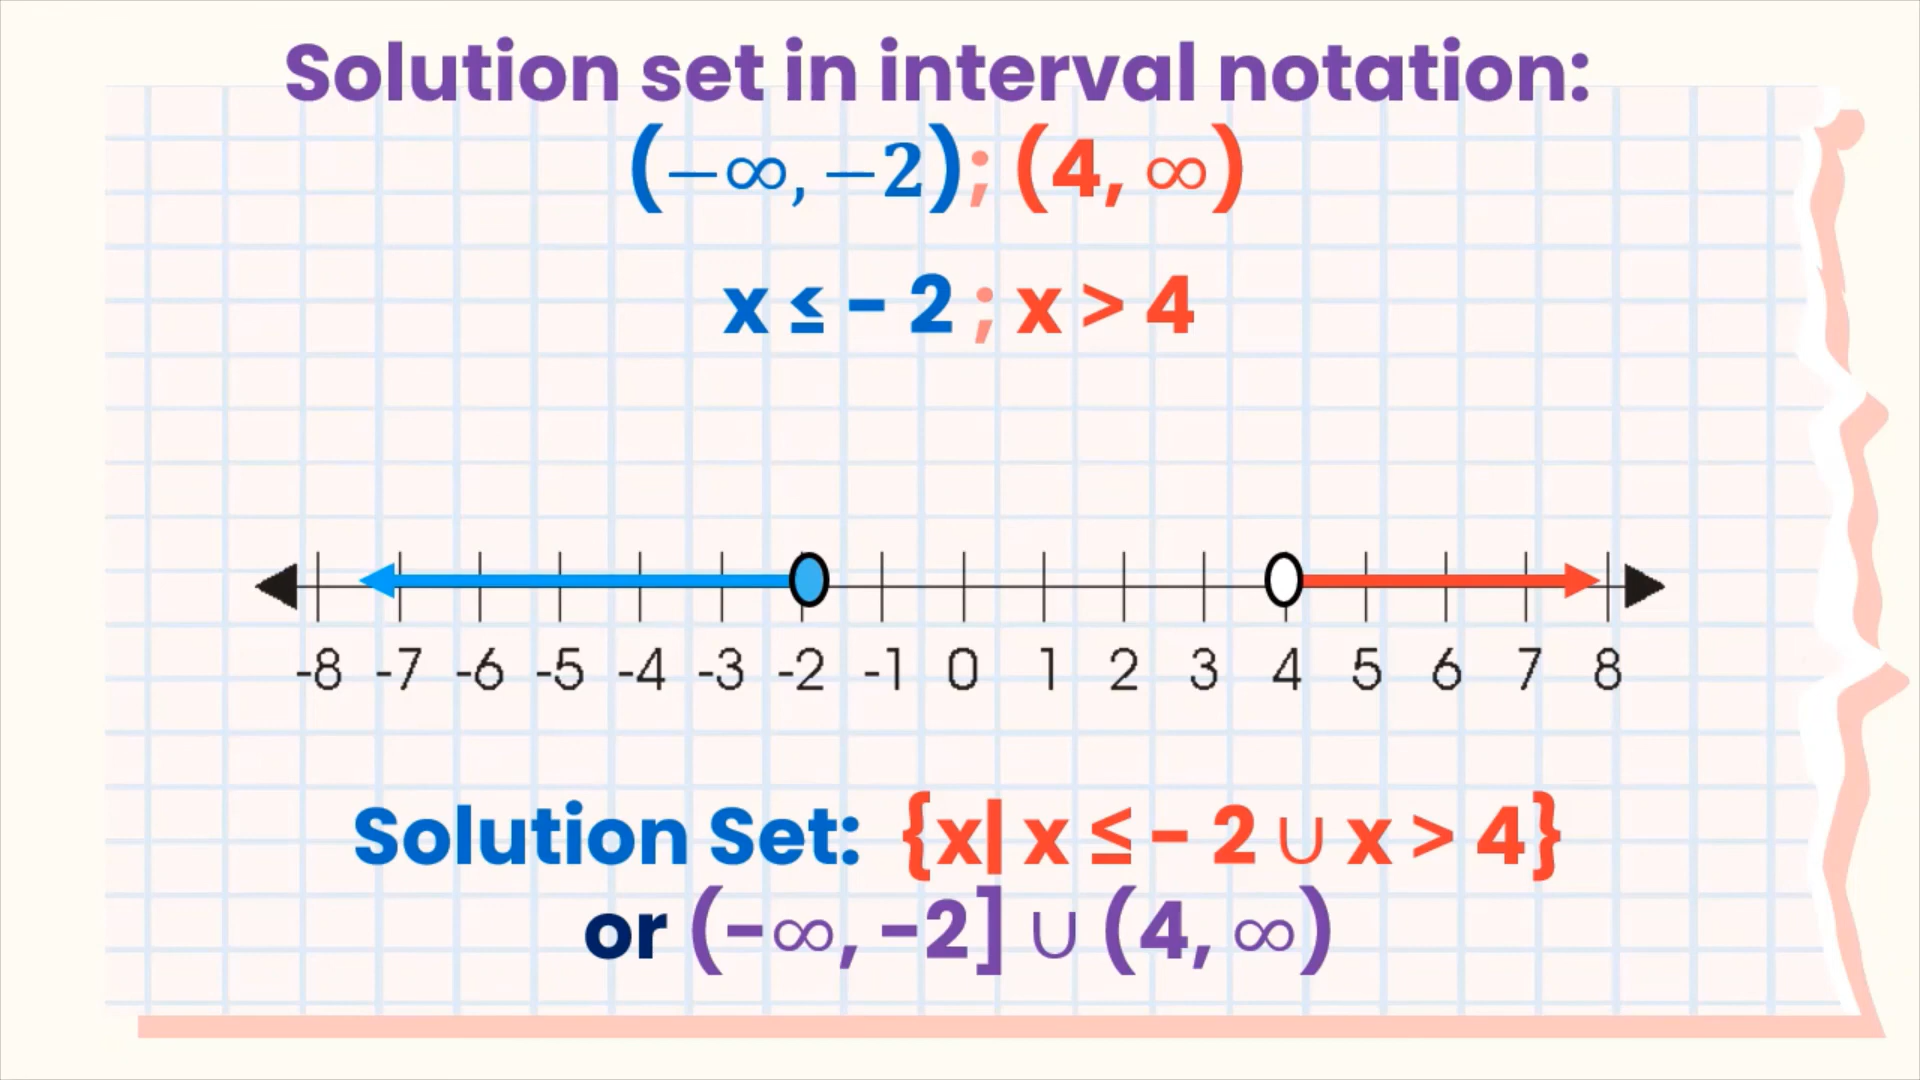 Solution set in interval notation:
(−∞, −2); (4, ∞)
x ≤ - 2 ; x > 4
-8 -7 -6 -5 -4 -3 -2 -1 0 1 2 3 4 5 6 7 8
Solution Set: {x| x ≤ - 2 ∪ x > 4}
or (-∞, -2] ∪ (4, ∞)